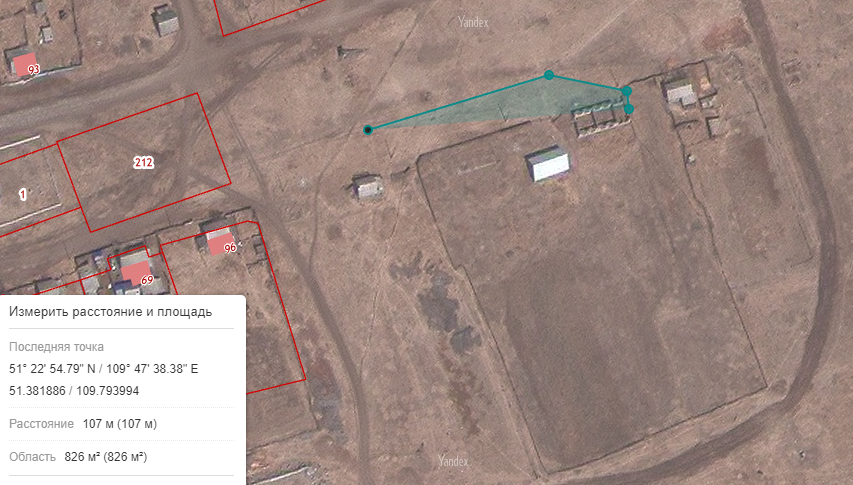 Yandex
93
212
1
96
69
Измерить расстояние и площадь
Последняя точка
51° 22' 54.79" N / 109° 47' 38.38" E
51.381886 / 109.793994
Расстояние 107 м (107 м)
Область 826 м² (826 м²)
Yandex